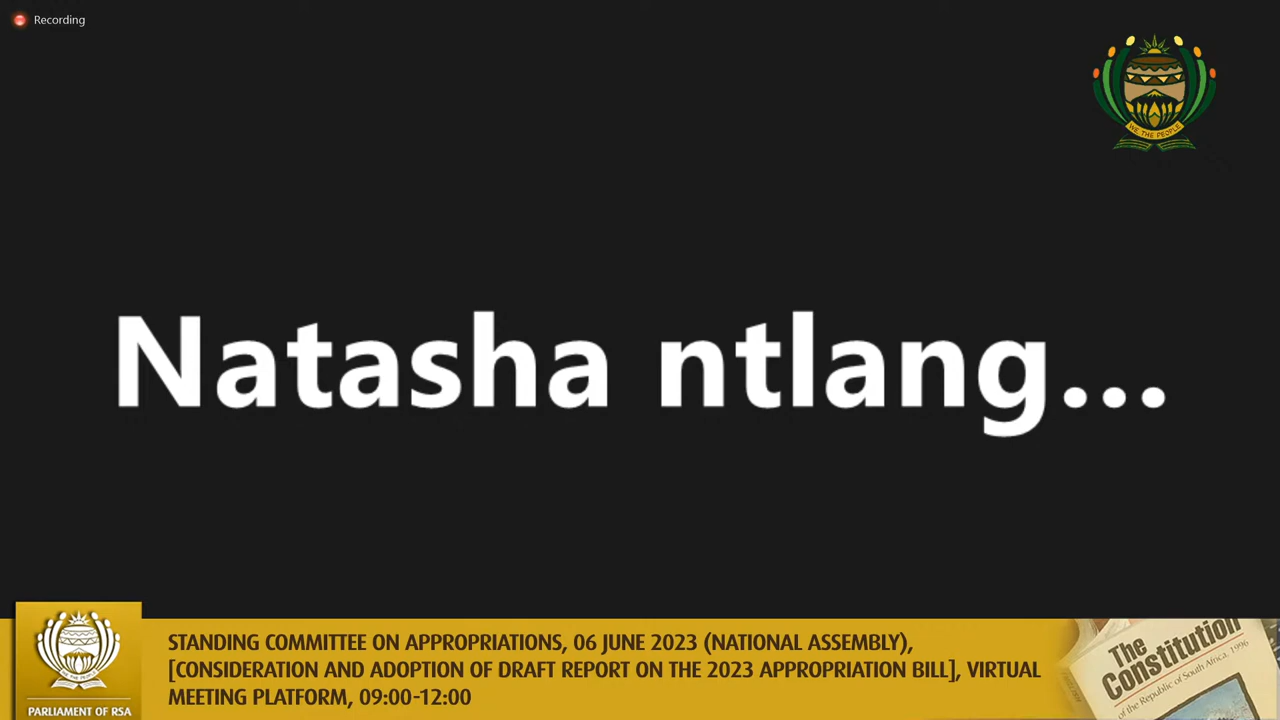 Recording
WE THE PEOPLE
Natasha ntlang...
STANDING COMMITTEE ON APPROPRIATIONS, 06 JUNE 2023 (NATIONAL ASSEMBLY),
[CONSIDERATION AND ADOPTION OF DRAFT REPORT ON THE 2023 APPROPRIATION BILL], VIRTUAL
MEETING PLATFORM, 09:00-12:00
PARLIAMENT OF RSA
The
Constitution
of the Republic of South Africa, 1996